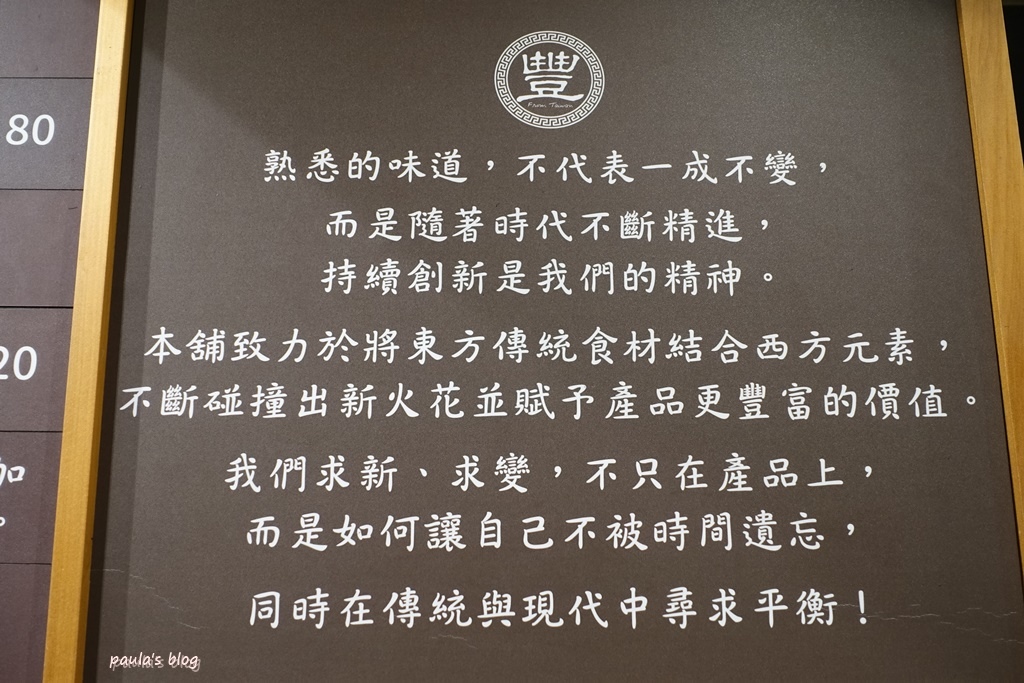 80
20
加
。
豐
From Taiwan
熟悉的味道，不代表一成不變，
而是隨著時代不斷精進，
持續創新是我們的精神。
本舖致力於將東方傳統食材結合西方元素，
不斷碰撞出新火花並賦予產品更豐富的價值。
我們求新、求變，不只在產品上，
而是如何讓自己不被時間遺忘，
同時在傳統與現代中尋求平衡！
paula's blog